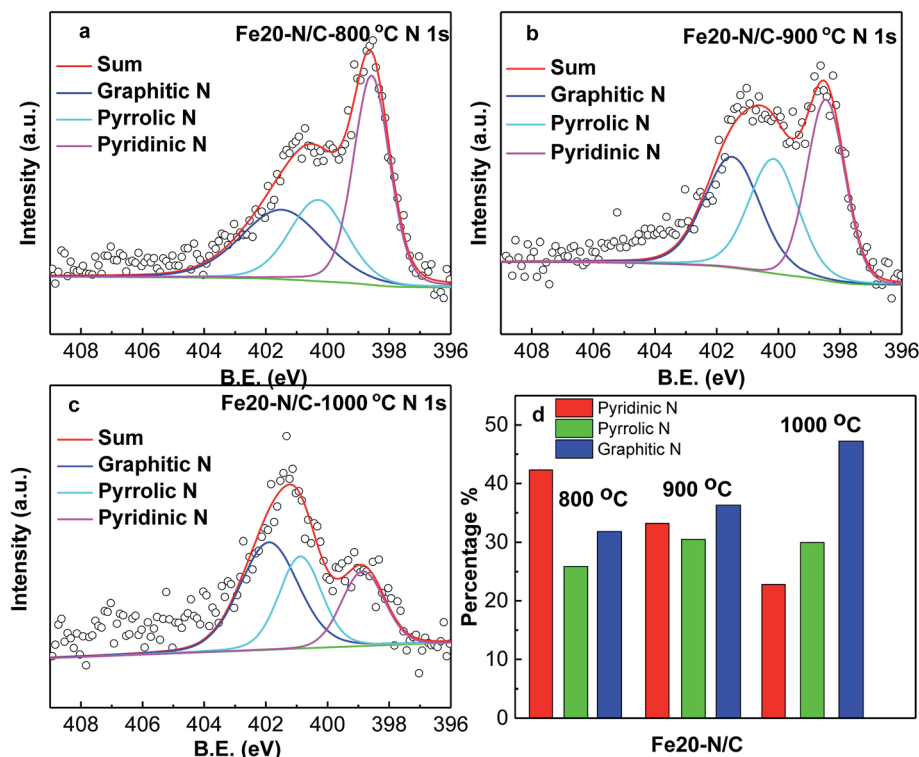 a
Fe20-N/C-800 °C N 1s
Sum
Graphitic N
Pyrrolic N
Pyridinic N
Intensity (a.u.)
408 406 404 402 400 398 396
B.E. (eV)
b
Fe20-N/C-900 °C N 1s
Sum
Graphitic N
Pyrrolic N
Pyridinic N
Intensity (a.u.)
408 406 404 402 400 398 396
B.E. (eV)
c
Fe20-N/C-1000 °C N 1s
Sum
Graphitic N
Pyrrolic N
Pyridinic N
Intensity (a.u.)
408 406 404 402 400 398 396
B.E. (eV)
d
Pyridinic N
Pyrrolic N
Graphitic N
800 °C
900 °C
1000 °C
Percentage %
50
40
30
20
10
0
Fe20-N/C